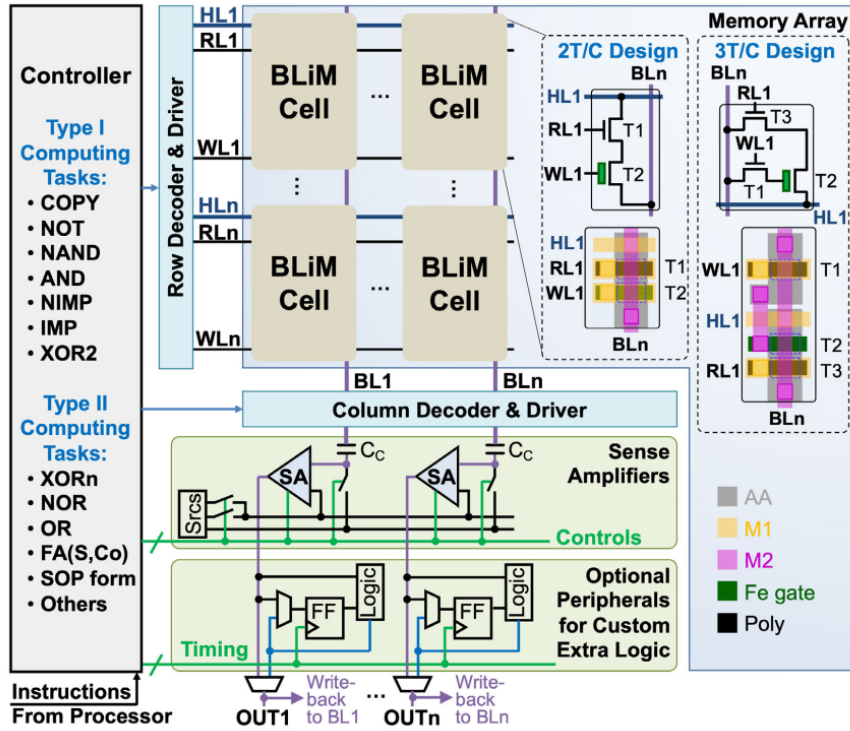 Controller
Type I
Computing
Tasks:
• COPY
• NOT
• NAND
• AND
• NIMP
• IMP
• XOR2
Type II
Computing
Tasks:
• XORn
• NOR
• OR
• FA(S,Co)
• SOP form
• Others
Instructions
From Processor
Row Decoder & Driver
HL1
RL1
WL1
HLn
RLn
WLn
BLiM
Cell
...
BLiM
Cell
...
...
BLiM
Cell
...
BLiM
Cell
BL1
BLn
Memory Array
2T/C Design
BLn
HL1
RL1
T1
WL1
T2
HL1
RL1
T1
WL1
T2
BLn
3T/C Design
BLn
RL1
T3
WL1
T1
T2
HL1
WL1
T1
HL1
T2
RL1
T3
BLn
AA
M1
M2
Fe gate
Poly
Column Decoder & Driver
CC
CC
SA
SA
Sense
Amplifiers
Srcs
Controls
Optional
Peripherals
for Custom
Extra Logic
FF
Logic
FF
Logic
Timing
Write-
back
to BL1
...
Write-
back
to BLn
OUT1
OUTn